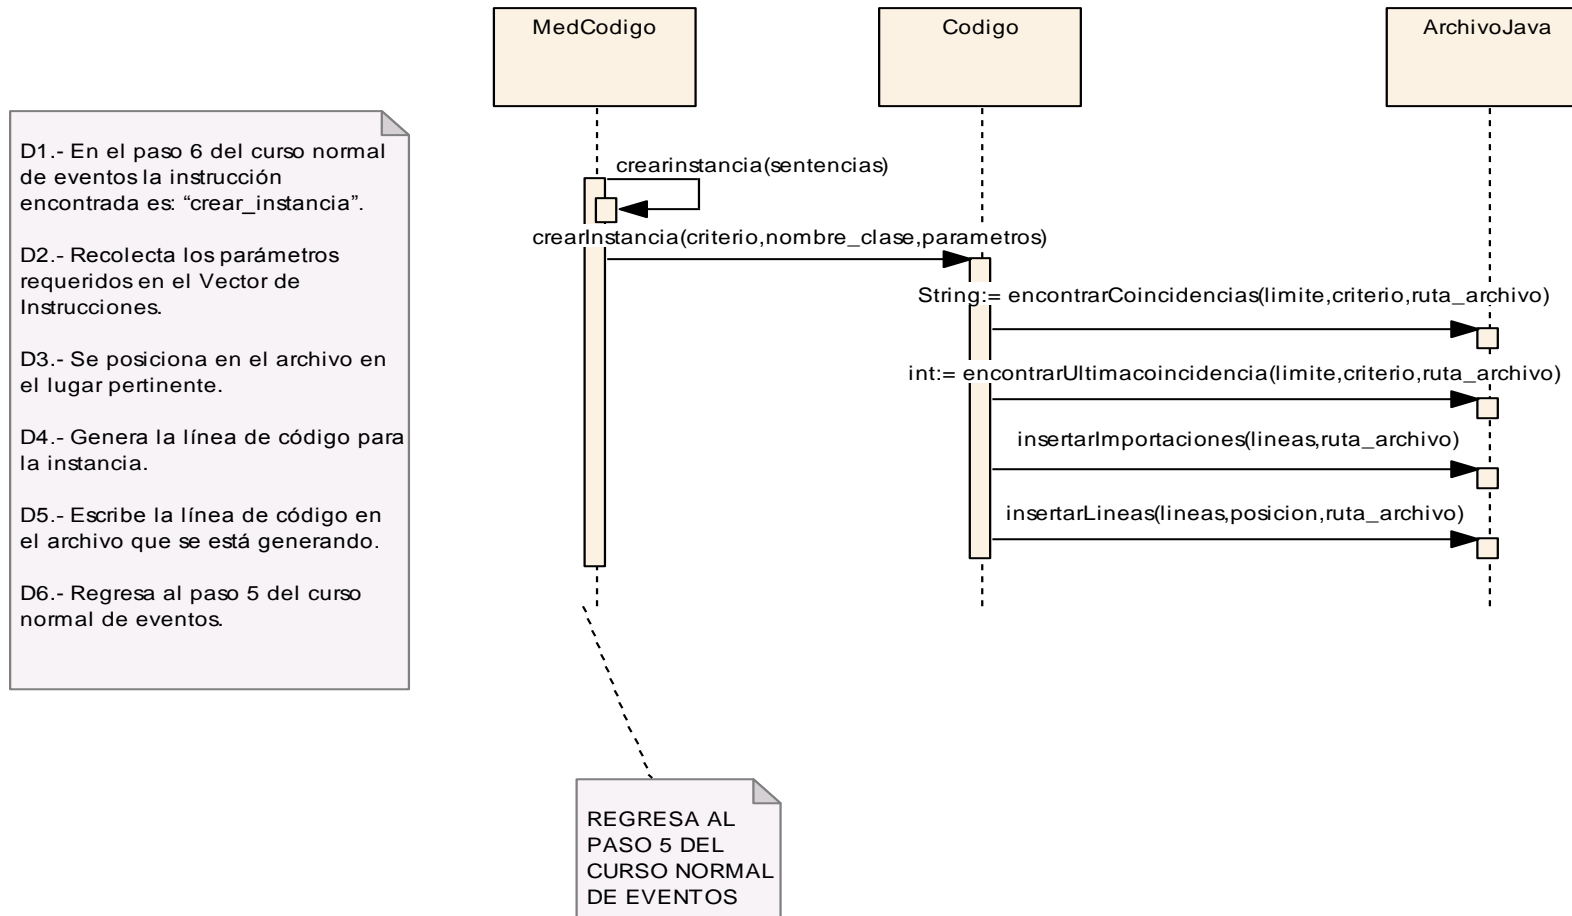 MedCodigo
Codigo
ArchivoJava
D1.- En el paso 6 del curso normal
de eventos la instrucción
encontrada es: “crear_instancia”.
D2.- Recolecta los parámetros
requeridos en el Vector de
Instrucciones.
D3.- Se posiciona en el archivo en
el lugar pertinente.
D4.- Genera la línea de código para
la instancia.
D5.- Escribe la línea de código en
el archivo que se está generando.
D6.- Regresa al paso 5 del curso
normal de eventos.
crearinstancia(sentencias)
crearInstancia(criterio,nombre_clase,parametros)
String:= encontrarCoincidencias(limite,criterio,ruta_archivo)
int:= encontrarUltimacoincidencia(limite,criterio,ruta_archivo)
insertarImportaciones(lineas,ruta_archivo)
insertarLineas(lineas,posicion,ruta_archivo)
REGRESA AL
PASO 5 DEL
CURSO NORMAL
DE EVENTOS